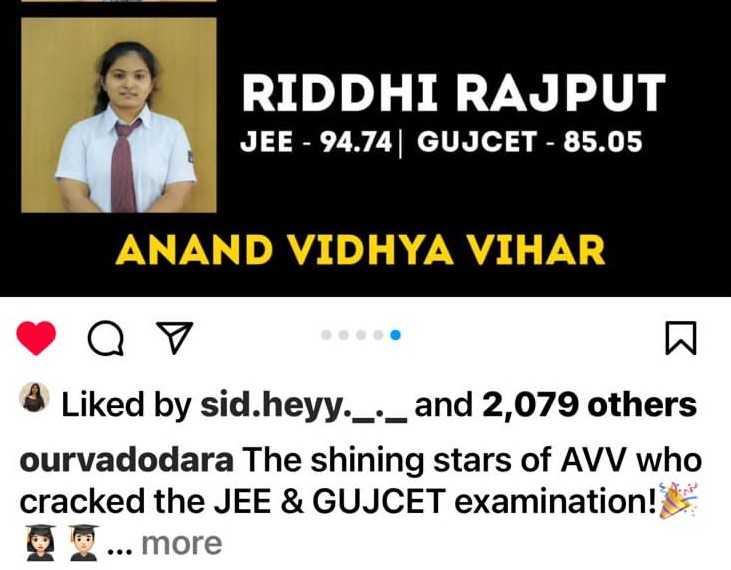 RIDDHI RAJPUT
JEE - 94.74| GUJCET - 85.05
ANAND VIDHYA VIHAR
Liked by sid.heyy._._ and 2,079 others
ourvadodara The shining stars of AVV who
cracked the JEE & GUJCET examination!🎉
👩🏻‍🎓👨🏻‍🎓... more